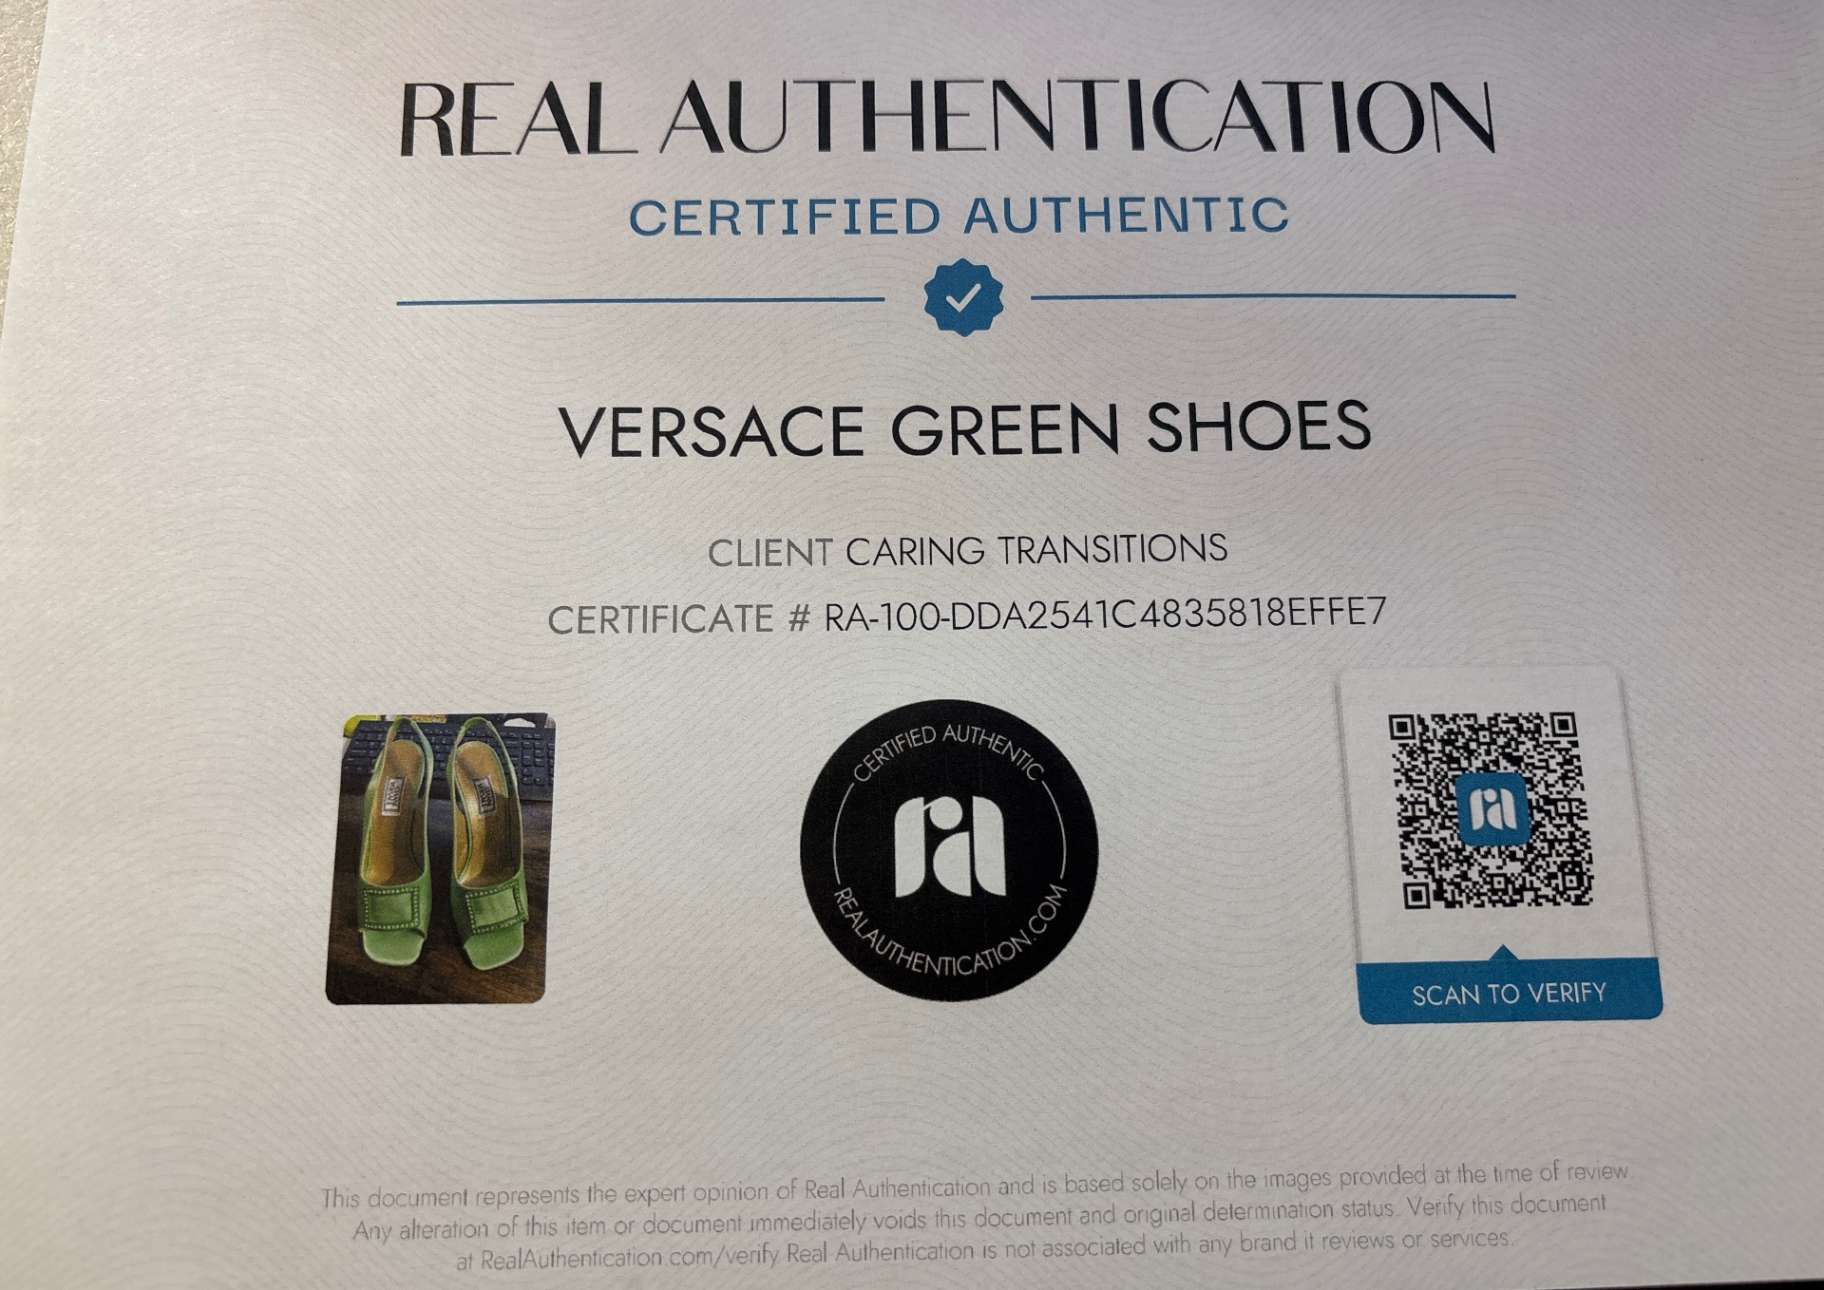 REAL AUTHENTICATION
CERTIFIED AUTHENTIC
VERSACE GREEN SHOES
CLIENT CARING TRANSITIONS
CERTIFICATE # RA-100-DDA2541C4835818EFFE7
CERTIFIED AUTHENTIC
ra
REALAUTHENTICATION.COM
ra
SCAN TO VERIFY
This document represents the expert opinion of Real Authentication and is based solely on the images provided at the time of review.
Any alteration of this item or document immediately voids this document and original determination status. Verify this document
at RealAuthentication.com/verify Real Authentication is not associated with any brand it reviews or services.